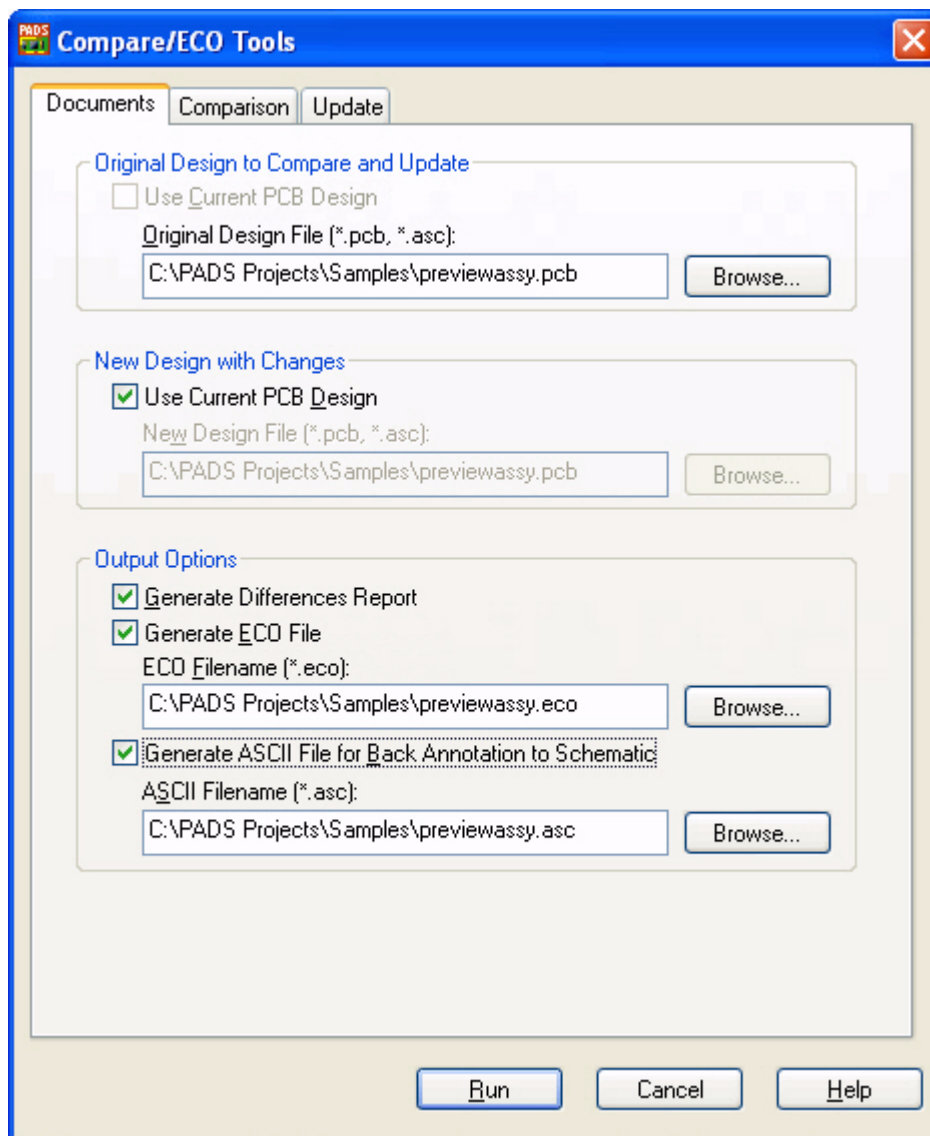 PADS
Compare/ECO Tools
Documents Comparison Update
Original Design to Compare and Update
Use Current PCB Design
Original Design File (*.pcb, *.asc):
C:\PADS Projects\Samples\previewassy.pcb Browse...
New Design with Changes
Use Current PCB Design
New Design File (*.pcb, *.asc):
C:\PADS Projects\Samples\previewassy.pcb Browse...
Output Options
Generate Differences Report
Generate ECO File
ECO Filename (*.eco):
C:\PADS Projects\Samples\previewassy.eco Browse...
Generate ASCII File for Back Annotation to Schematic
ASCII Filename (*.asc):
C:\PADS Projects\Samples\previewassy.asc Browse...
Run Cancel Help